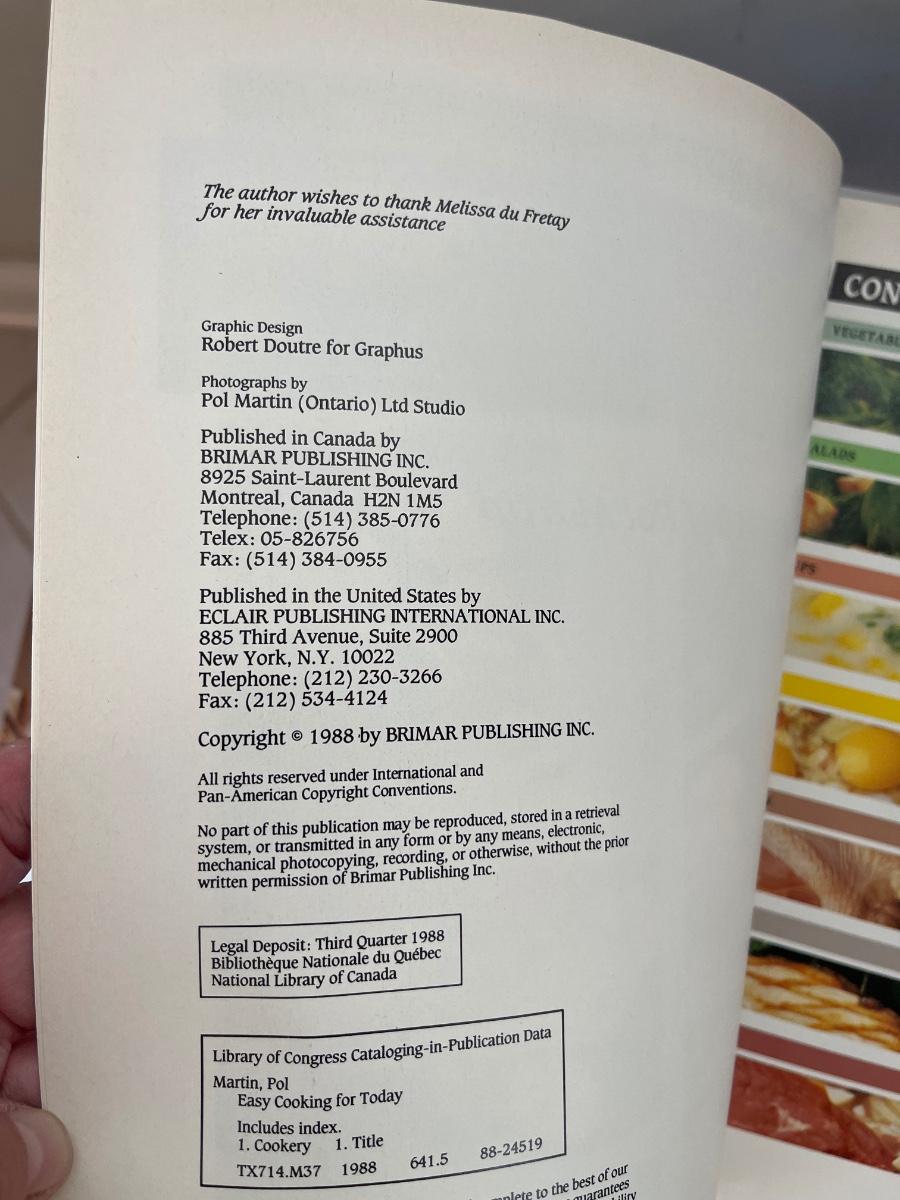 The author wishes to thank Melissa du Fretay
for her invaluable assistance
Graphic Design
Robert Doutre for Graphus
Photographs by
Pol Martin (Ontario) Ltd Studio
Published in Canada by
BRIMAR PUBLISHING INC.
8925 Saint-Laurent Boulevard
Montreal, Canada H2N 1M5
Telephone: (514) 385-0776
Telex: 05-826756
Fax: (514) 384-0955
Published in the United States by
ECLAIR PUBLISHING INTERNATIONAL INC.
885 Third Avenue, Suite 2900
New York, N.Y. 10022
Telephone: (212) 230-3266
Fax: (212) 534-4124
Copyright © 1988 by BRIMAR PUBLISHING INC.
All rights reserved under International and
Pan-American Copyright Conventions.
No part of this publication may be reproduced, stored in a retrieval
system, or transmitted in any form or by any means, electronic,
mechanical photocopying, recording, or otherwise, without the prior
written permission of Brimar Publishing Inc.
Legal Deposit: Third Quarter 1988
Bibliothèque Nationale du Québec
National Library of Canada
Library of Congress Cataloging-in-Publication Data
Martin, Pol
Easy Cooking for Today
Includes index.
1. Cookery 1. Title
TX714.M37 1988 641.5 88-24519
to the best of our
CON
VEGETAB
ALADS